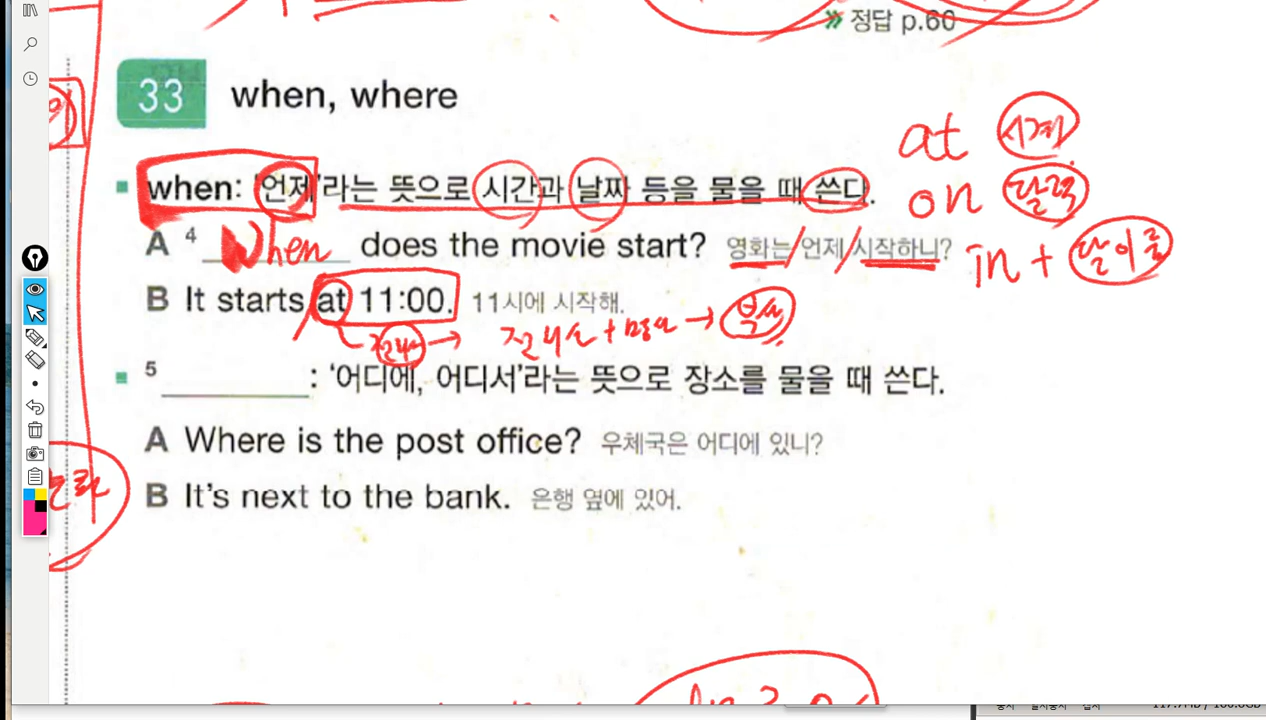 정답 p.60
33 when, where
at 시계
when: '언제'라는 뜻으로 시간과 날짜 등을 물을 때 쓴다.
on 달력
A 4 When does the movie start? 영화는/언제/시작하니?
in + 달이름
B It starts at 11:00. 11시에 시작해.
전치사 → 전치사+명사 → 부사
5 : '어디에, 어디서'라는 뜻으로 장소를 물을 때 쓴다.
A Where is the post office? 우체국은 어디에 있니?
B It's next to the bank. 은행 옆에 있어.